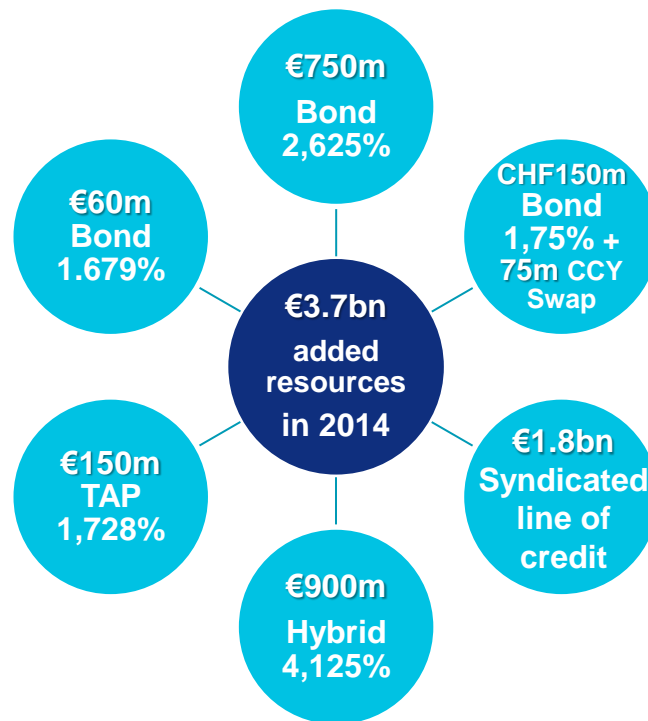 €750m
Bond
2,625%
CHF150m
Bond
1,75% +
75m CCY
Swap
€1.8bn
Syndicated
line of
credit
€900m
Hybrid
4,125%
€150m
TAP
1,728%
€60m
Bond
1.679%
€3.7bn
added
resources
in 2014